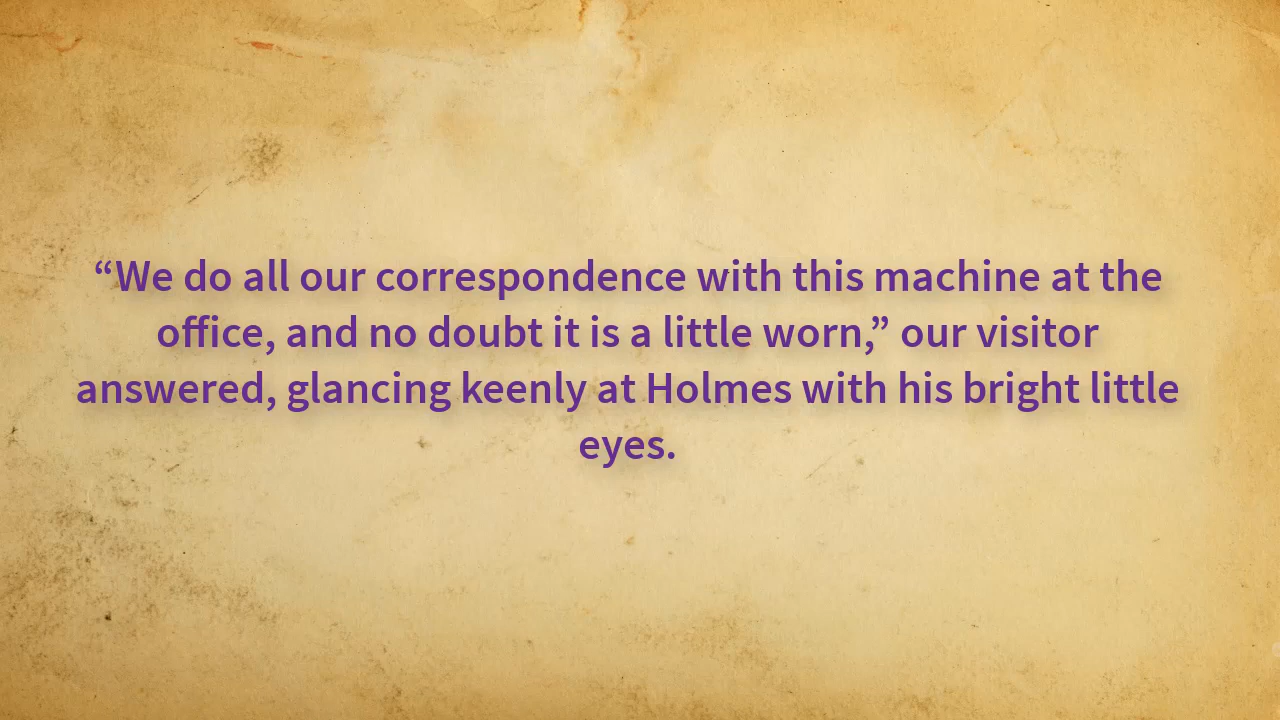 “We do all our correspondence with this machine at the
office, and no doubt it is a little worn,” our visitor
answered, glancing keenly at Holmes with his bright little
eyes.